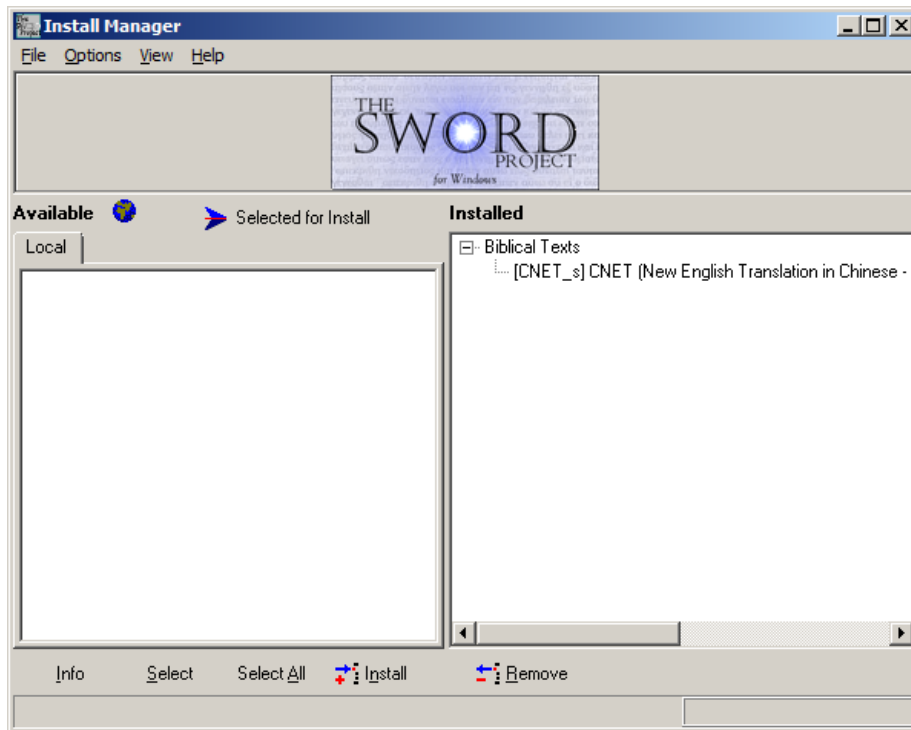 Install Manager
File Options View Help
THE
SWORD
PROJECT
for Windows
Available Selected for Install Installed
Local
Biblical Texts
[CNET_s] CNET (New English Translation in Chinese -
Info Select Select All Install Remove